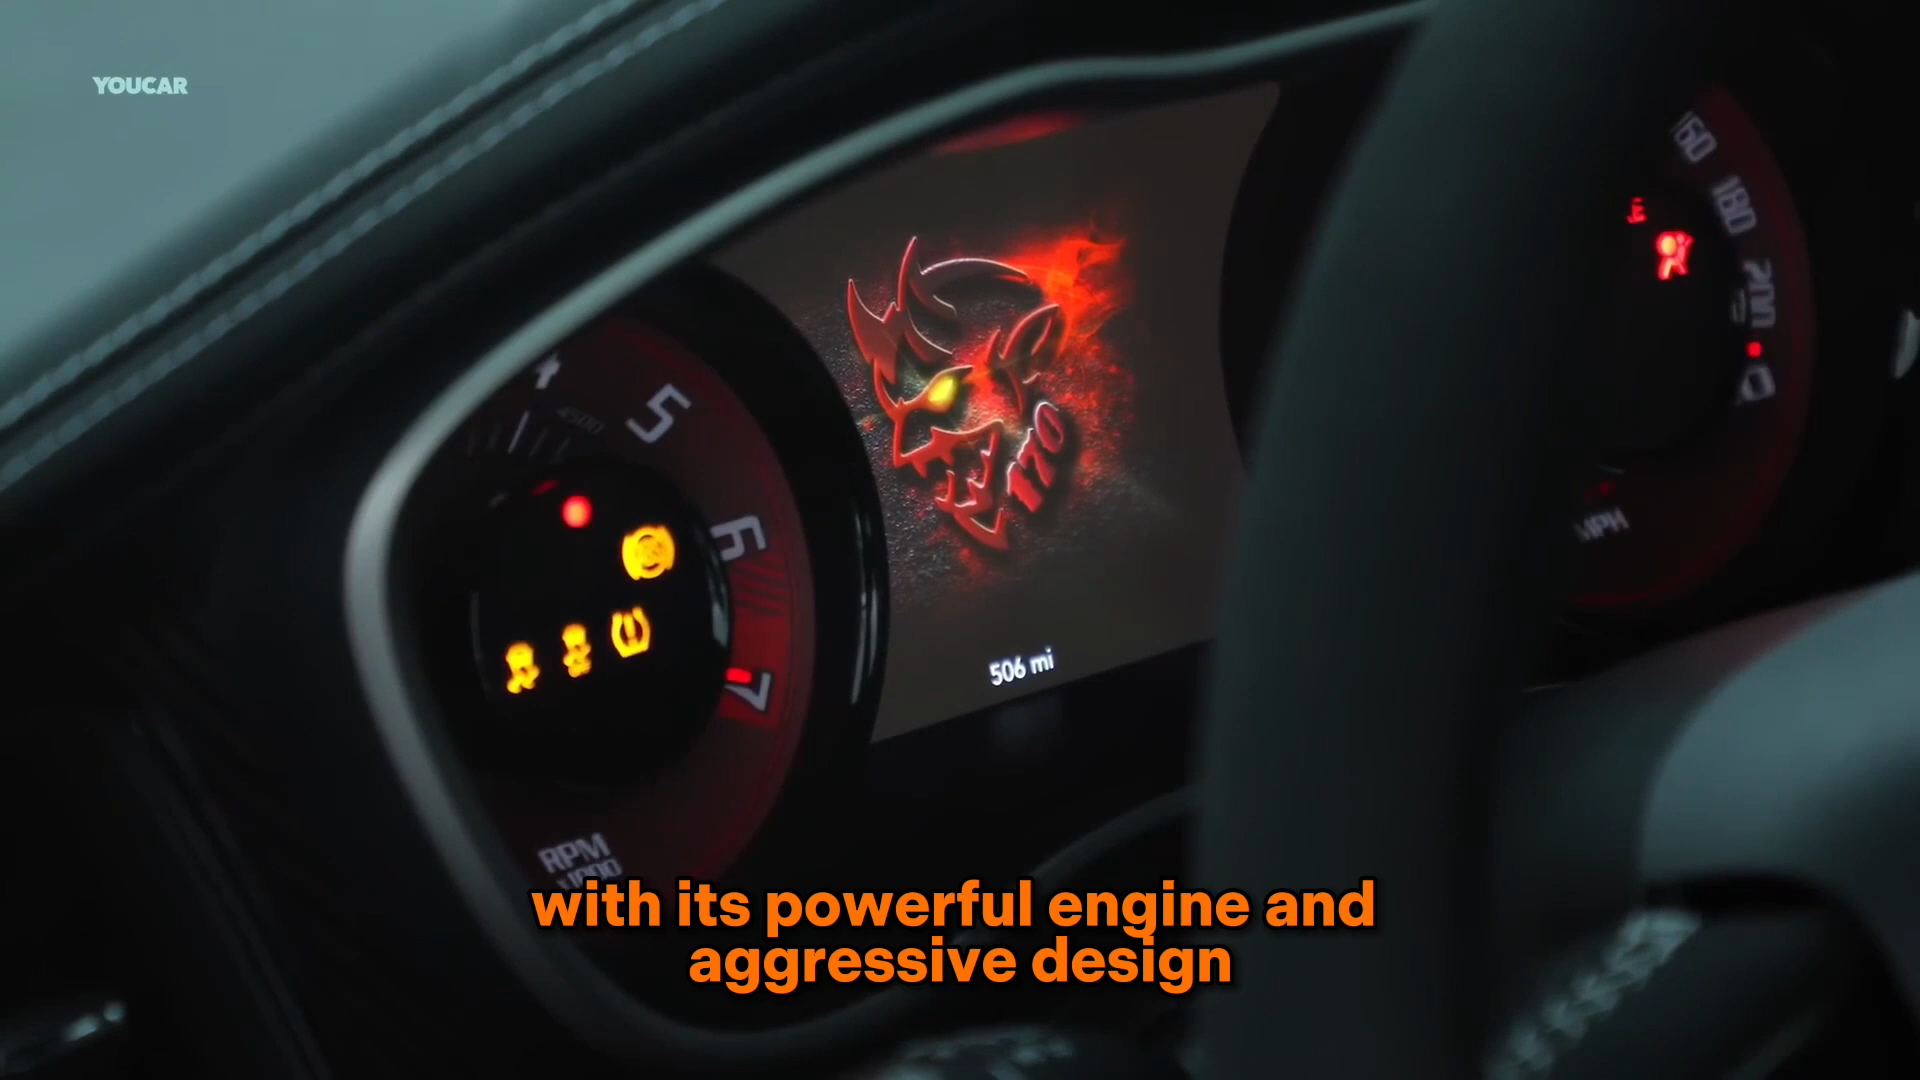 YOUCAR
160
180
200
5
6
7
170
506 mi
MPH
RPM
with its powerful engine and
aggressive design